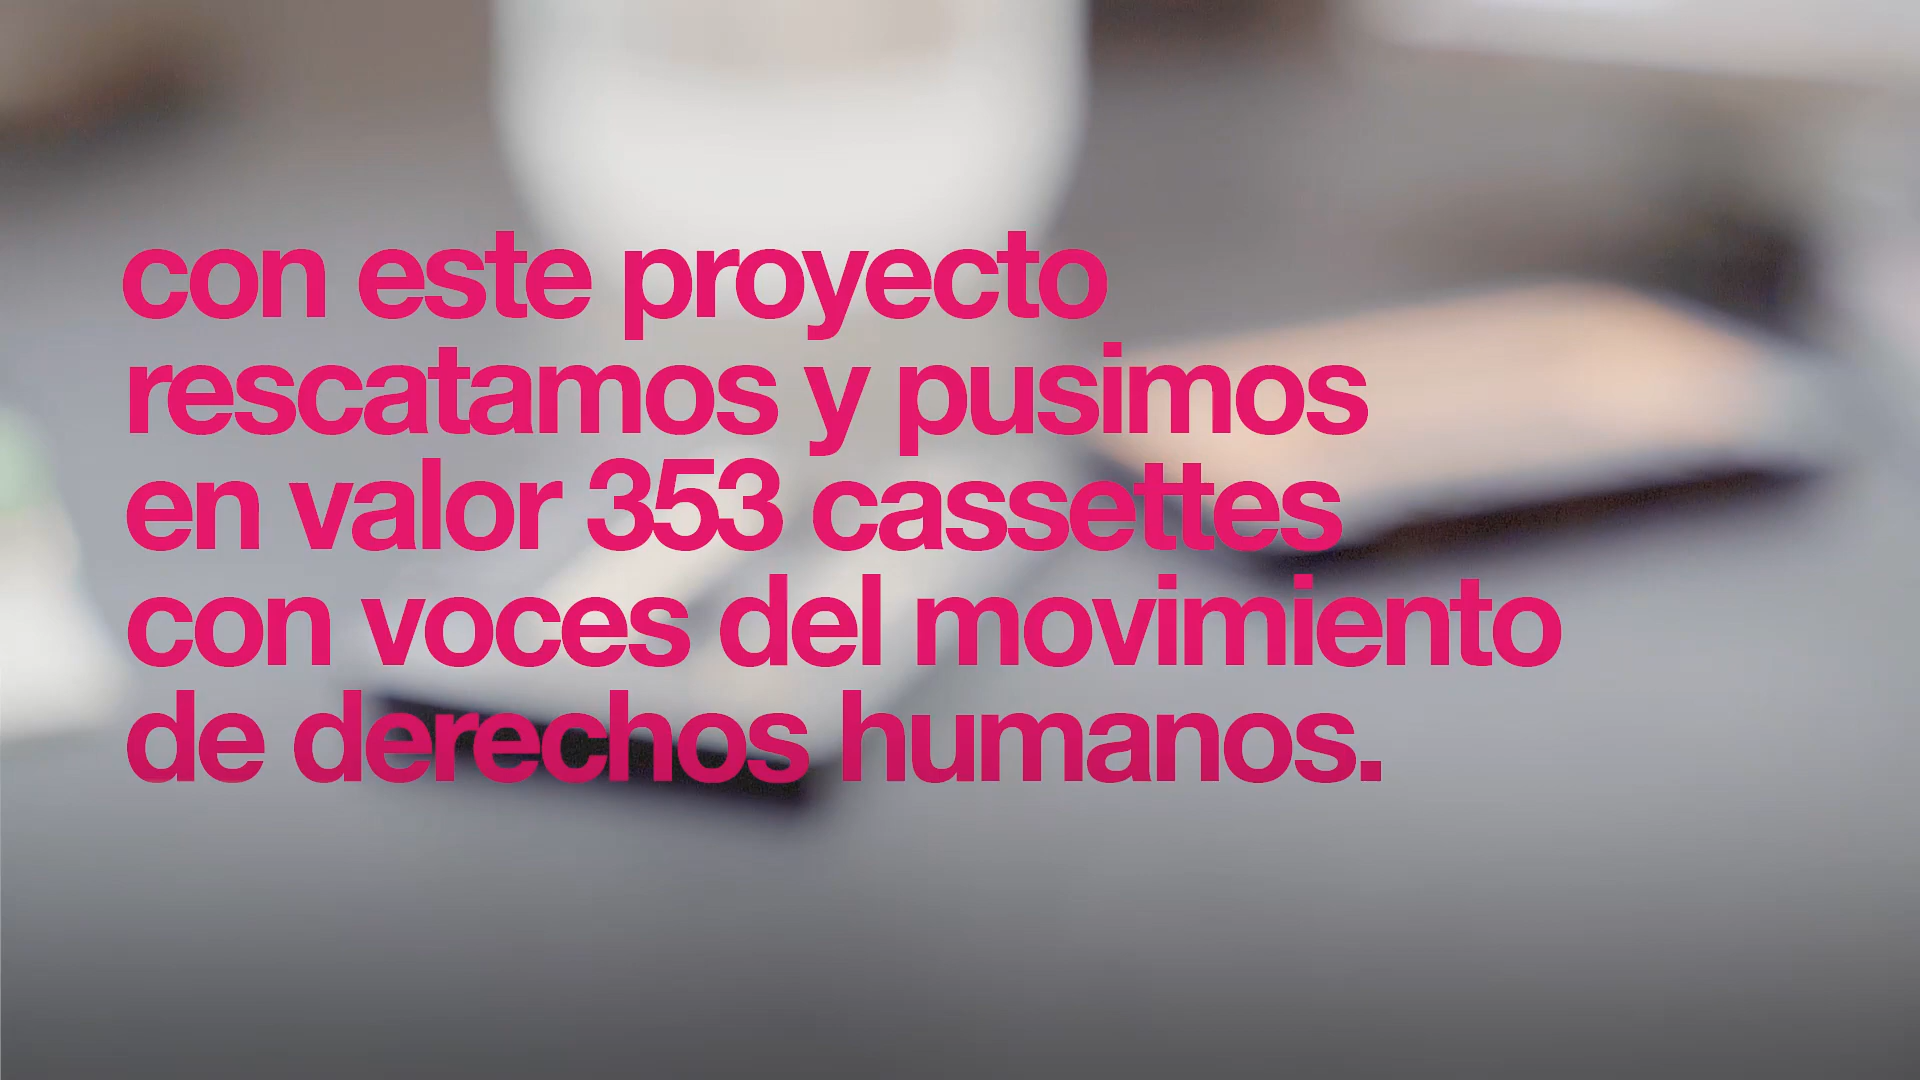 con este proyecto
rescatamos y pusimos
en valor 353 cassettes
con voces del movimiento
de derechos humanos.